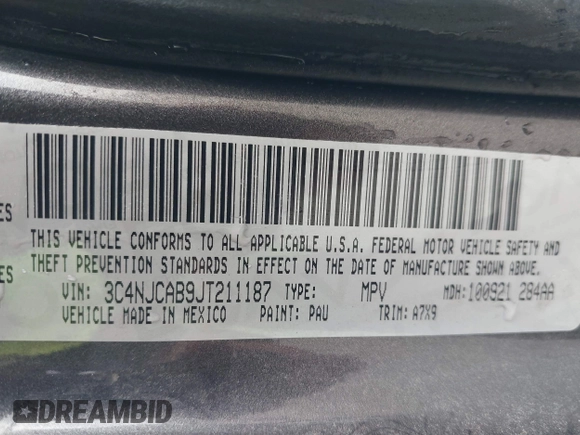 ES
THIS VEHICLE CONFORMS TO ALL APPLICABLE U.S.A. FEDERAL MOTOR VEHICLE SAFETY AND
ES THEFT PREVENTION STANDARDS IN EFFECT ON THE DATE OF MANUFACTURE SHOWN ABOVE.
VIN: 3C4NJCAB9JT211187 TYPE: MPV MDH:100921 284AA
VEHICLE MADE IN MEXICO PAINT: PAU TRIM: A7X9
DREAMBID